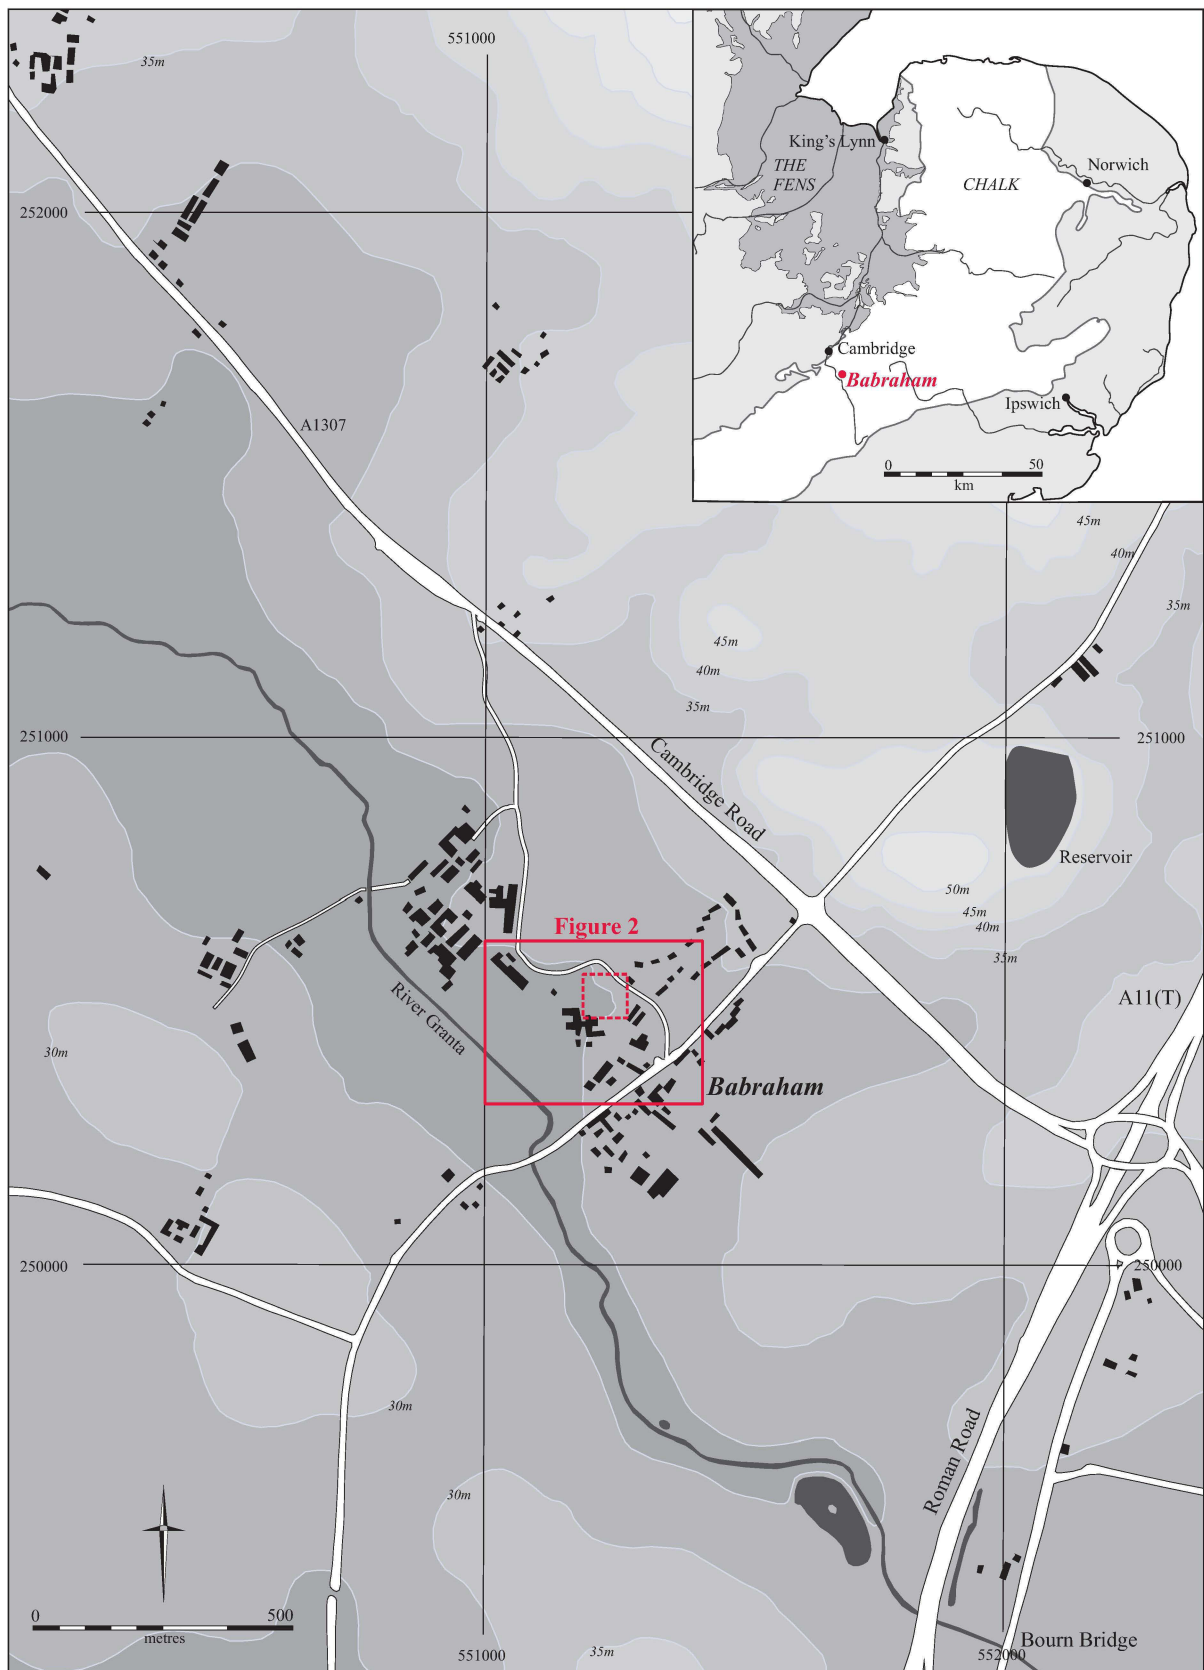 551000
35m
King's Lynn
THE
FENS
CHALK
Norwich
252000
Cambridge
Babraham
Ipswich
0
50
km
A1307
45m
40m
35m
45m
40m
35m
251000
251000
Cambridge Road
Reservoir
50m
45m
40m
35m
Figure 2
A11(T)
River Granta
30m
Babraham
250000
250000
30m
Roman Road
30m
0
500
metres
35m
Bourn Bridge
551000
552000